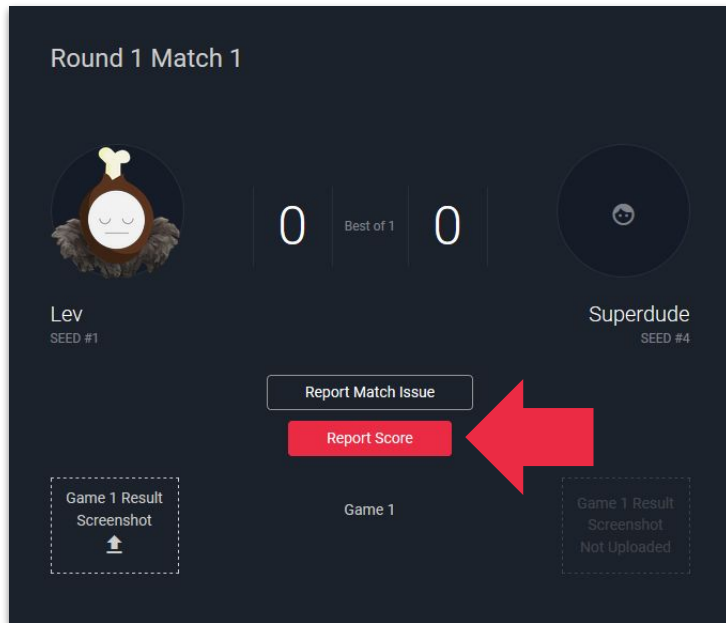 Round 1 Match 1
0 Best of 1 0
Lev
SEED #1
Superdude
SEED #4
Report Match Issue
Report Score
Game 1 Result
Screenshot
Game 1
Game 1 Result
Screenshot
Not Uploaded